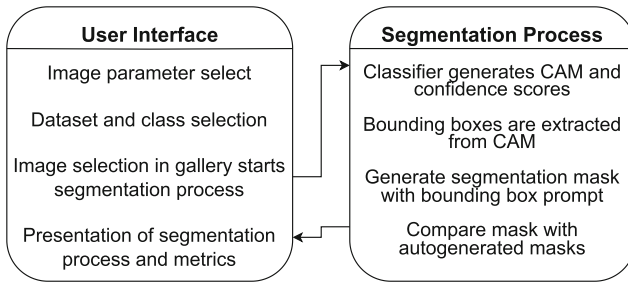 User Interface
Image parameter select
Dataset and class selection
Image selection in gallery starts
segmentation process
Presentation of segmentation
process and metrics
Segmentation Process
Classifier generates CAM and
confidence scores
Bounding boxes are extracted
from CAM
Generate segmentation mask
with bounding box prompt
Compare mask with
autogenerated masks